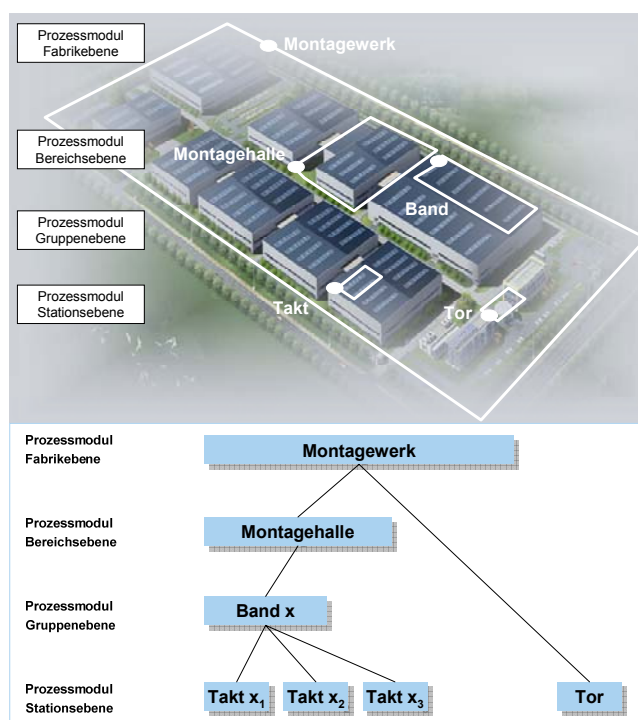 Prozessmodul
Fabrikebene
Montagewerk
Prozessmodul
Bereichsebene
Montagehalle
Band
Prozessmodul
Gruppenebene
Prozessmodul
Stationsebene
Takt
Tor
Prozessmodul
Fabrikebene
Montagewerk
Prozessmodul
Bereichsebene
Montagehalle
Prozessmodul
Gruppenebene
Band x
Prozessmodul
Stationsebene
Takt x₁ Takt x₂ Takt x₃ Tor